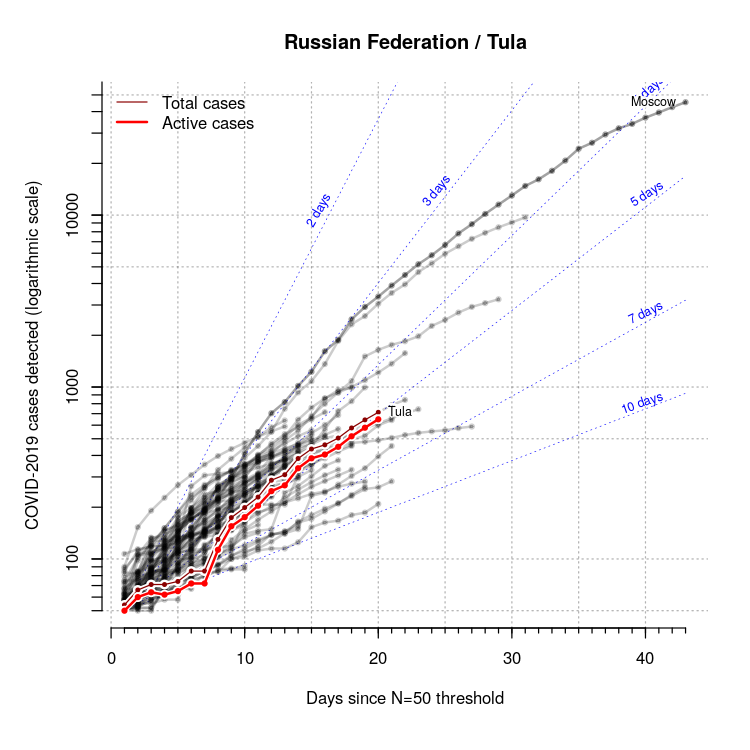 Russian Federation / Tula
Total cases
Active cases
COVID-2019 cases detected (logarithmic scale)
10000
1000
100
2 days
3 days
days
5 days
7 days
10 days
Moscow
Tula
0 10 20 30 40
Days since N=50 threshold